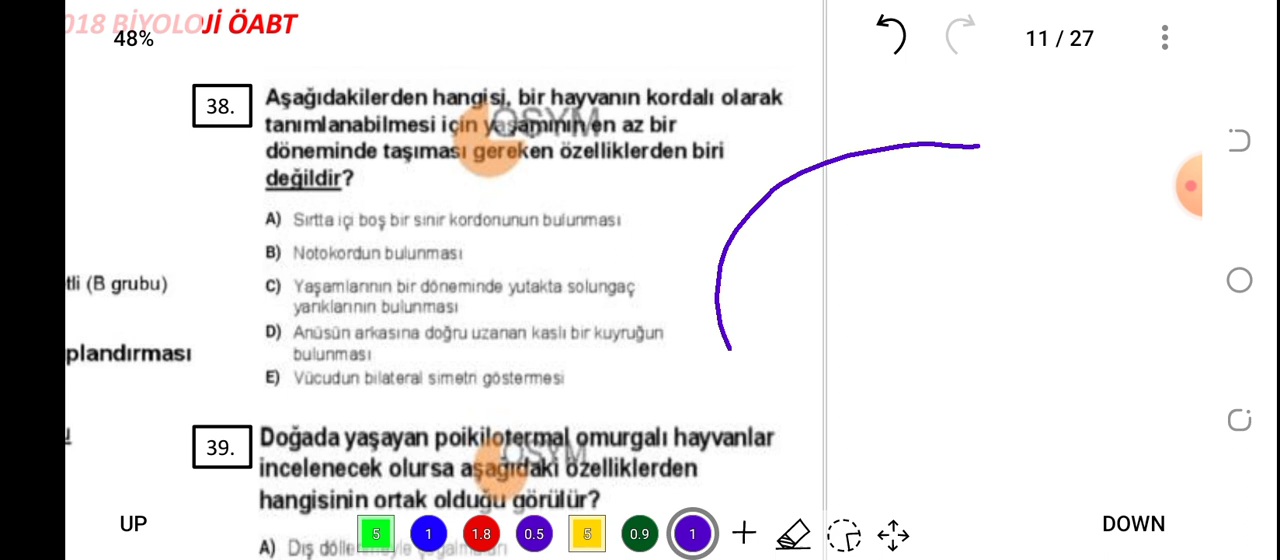 018 BİYOLOJİ ÖABT
48%
11 / 27
38.
Aşağıdakilerden hangisi, bir hayvanın kordalı olarak
tanımlanabilmesi için yaşamının en az bir
döneminde taşıması gereken özelliklerden biri
değildir?
ÖSYM
A) Sırtta içi boş bir sinir kordonunun bulunması
B) Notokordun bulunması
C) Yaşamlarının bir döneminde yutakta solungaç
yarıklarının bulunması
D) Anüsün arkasına doğru uzanan kaslı bir kuyruğun
bulunması
E) Vücudun bilateral simetri göstermesi
tli (B grubu)
plandırması
39.
Doğada yaşayan poikilotermal omurgalı hayvanlar
incelenecek olursa aşağıdaki özelliklerden
hangisinin ortak olduğu görülür?
ÖSYM
A) Dış
UP
5 1 1.8 0.5 5 0.9 1
DOWN